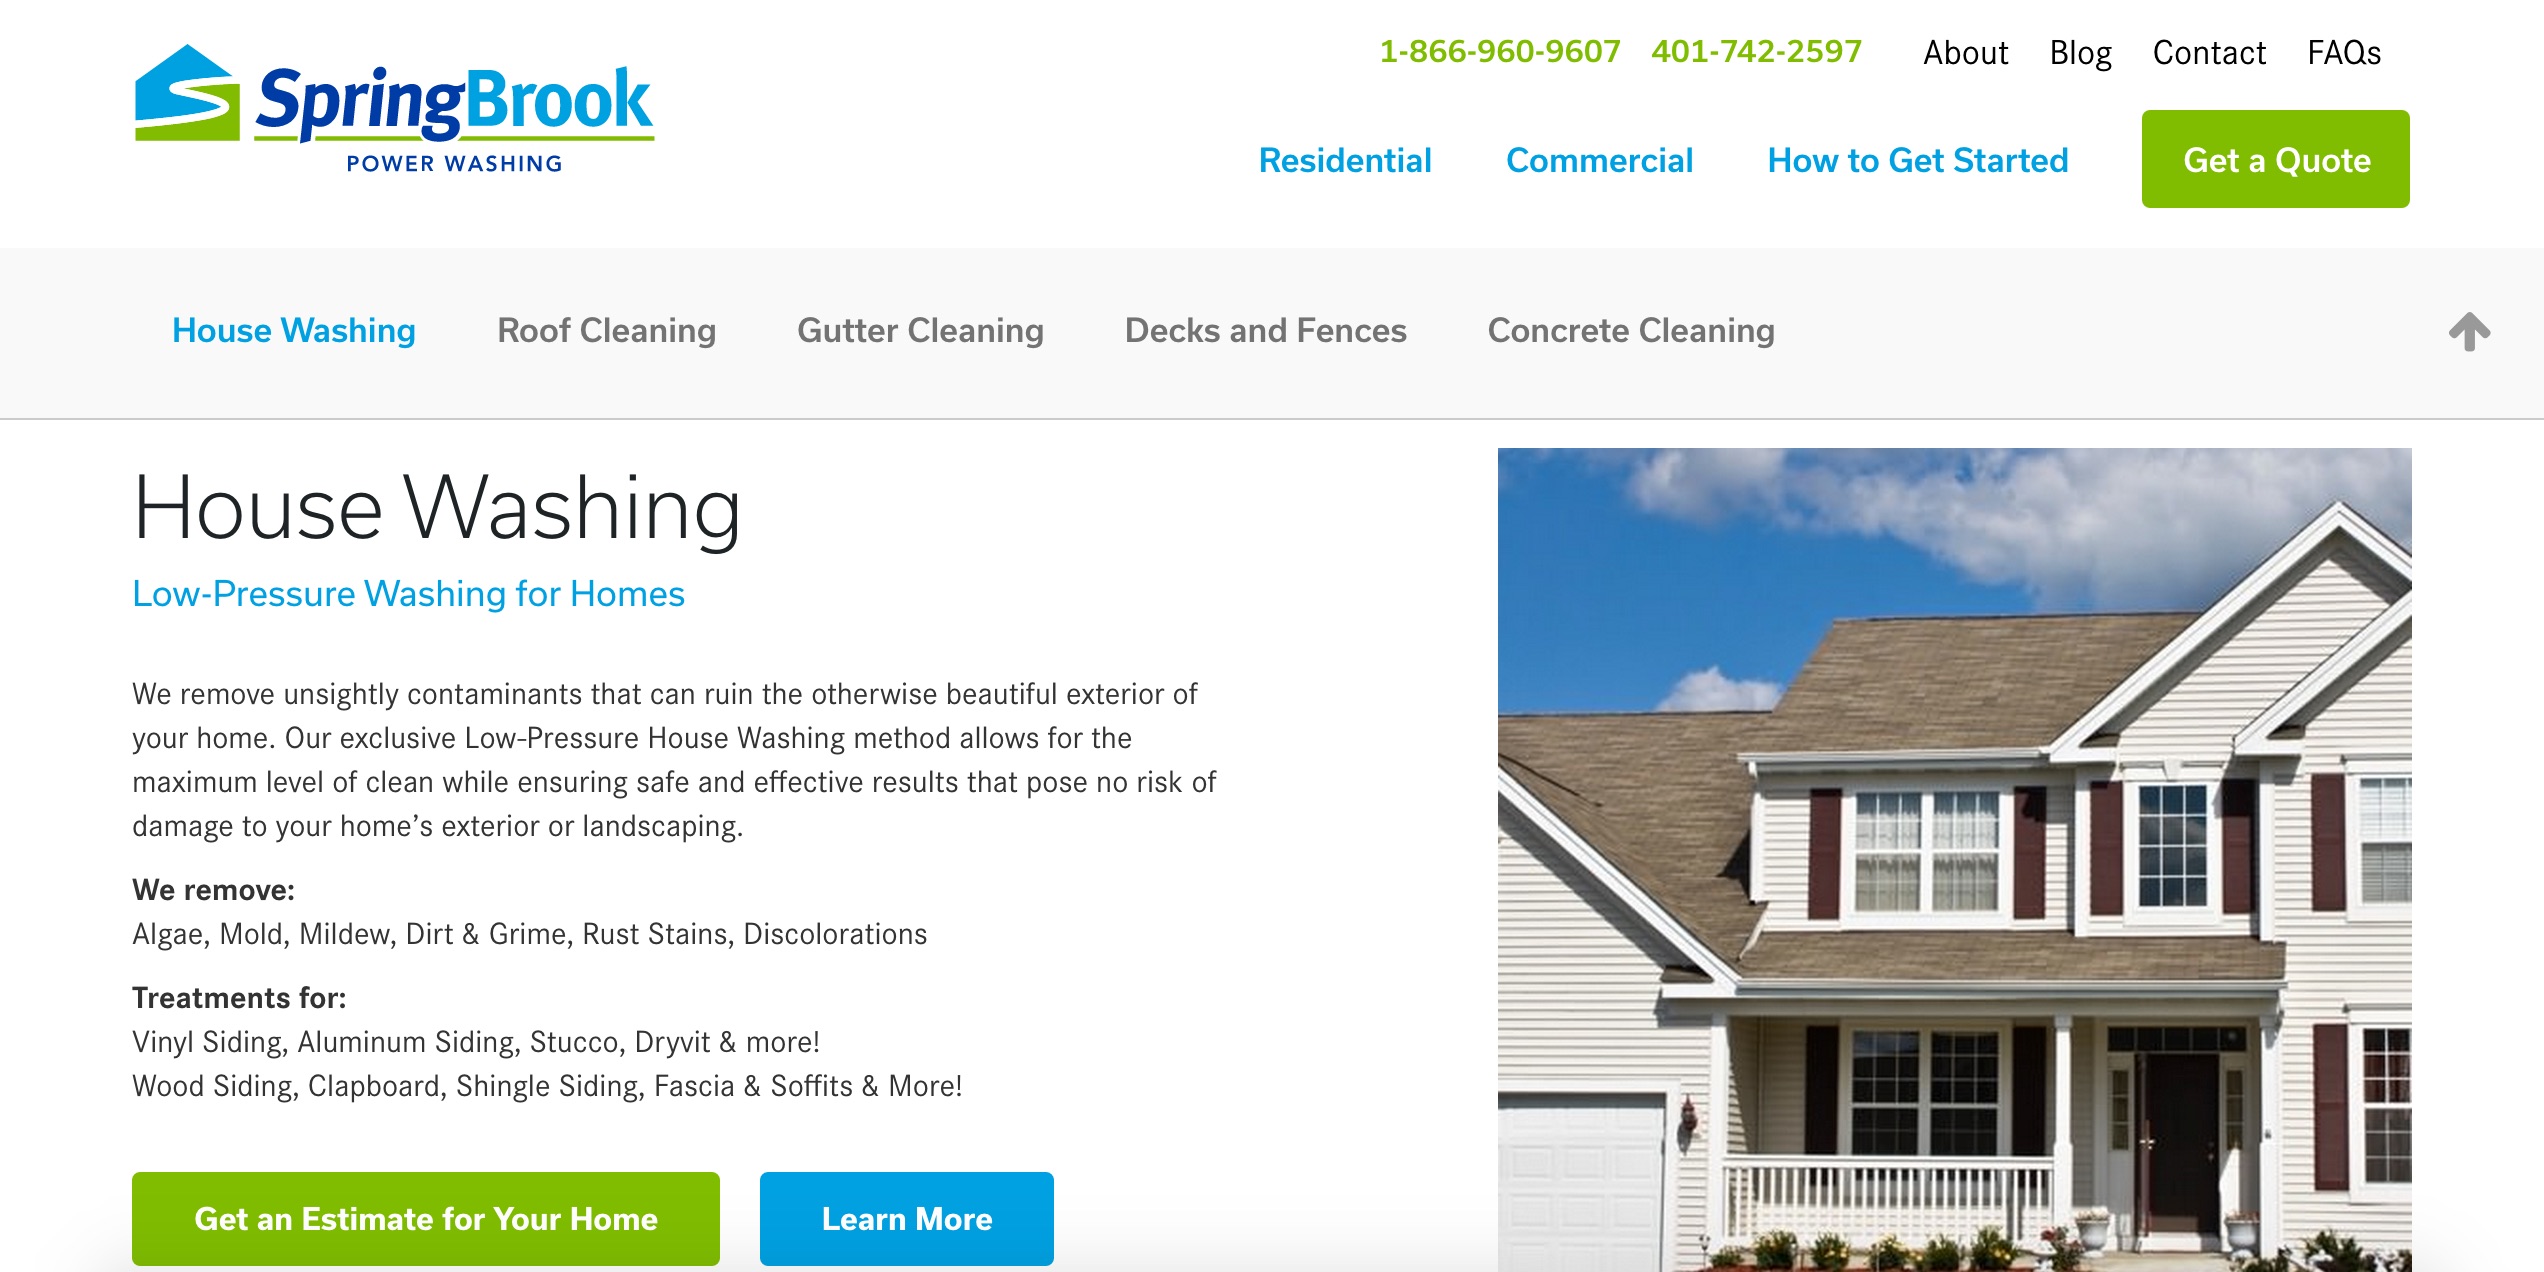 SpringBrook
POWER WASHING
1-866-960-9607 401-742-2597 About Blog Contact FAQs
Residential Commercial How to Get Started Get a Quote
House Washing Roof Cleaning Gutter Cleaning Decks and Fences Concrete Cleaning
House Washing
Low-Pressure Washing for Homes
We remove unsightly contaminants that can ruin the otherwise beautiful exterior of
your home. Our exclusive Low-Pressure House Washing method allows for the
maximum level of clean while ensuring safe and effective results that pose no risk of
damage to your home’s exterior or landscaping.
We remove:
Algae, Mold, Mildew, Dirt & Grime, Rust Stains, Discolorations
Treatments for:
Vinyl Siding, Aluminum Siding, Stucco, Dryvit & more!
Wood Siding, Clapboard, Shingle Siding, Fascia & Soffits & More!
Get an Estimate for Your Home Learn More